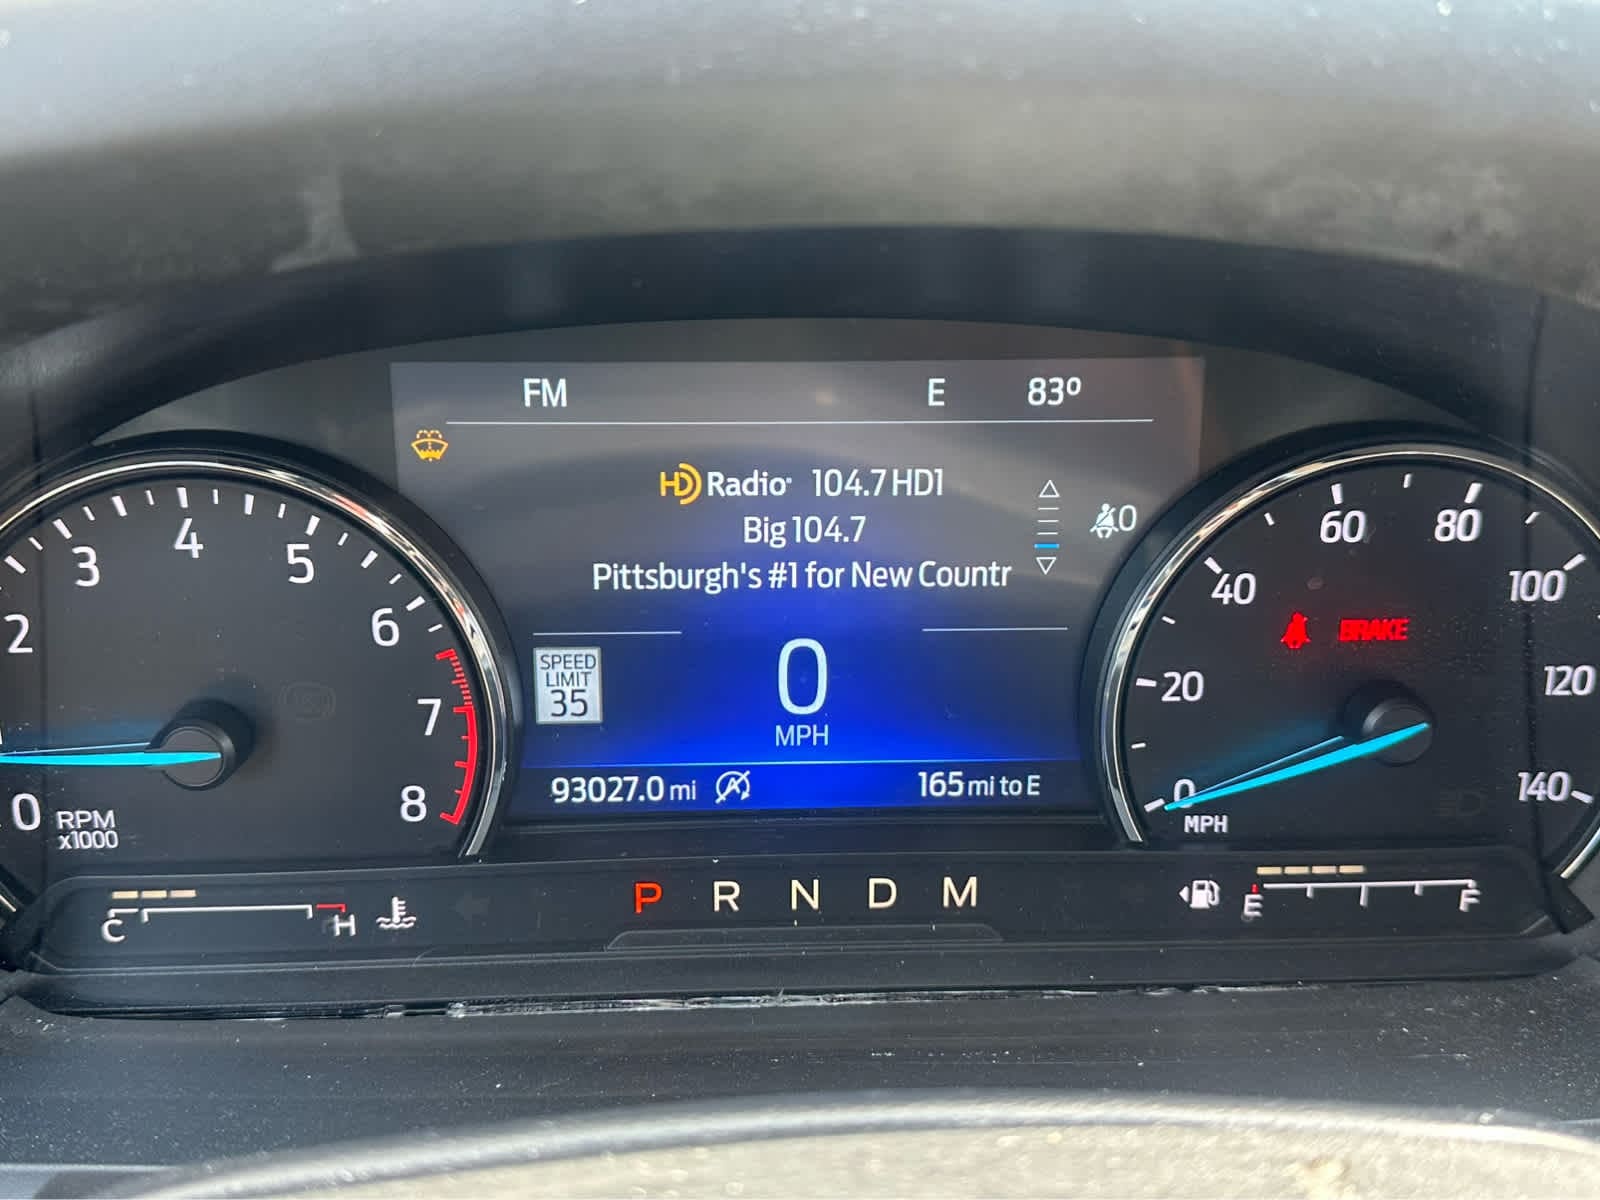 FM E 83º
HD Radio 104.7 HD1
Big 104.7
Pittsburgh's #1 for New Countr
0
SPEED
LIMIT
35
0
MPH
93027.0 mi
165 mi to E
0 2 3 4 5 6 7 8
RPM
x1000
0 20 40 60 80 100 120 140
MPH
BRAKE
C H
P R N D M
E F